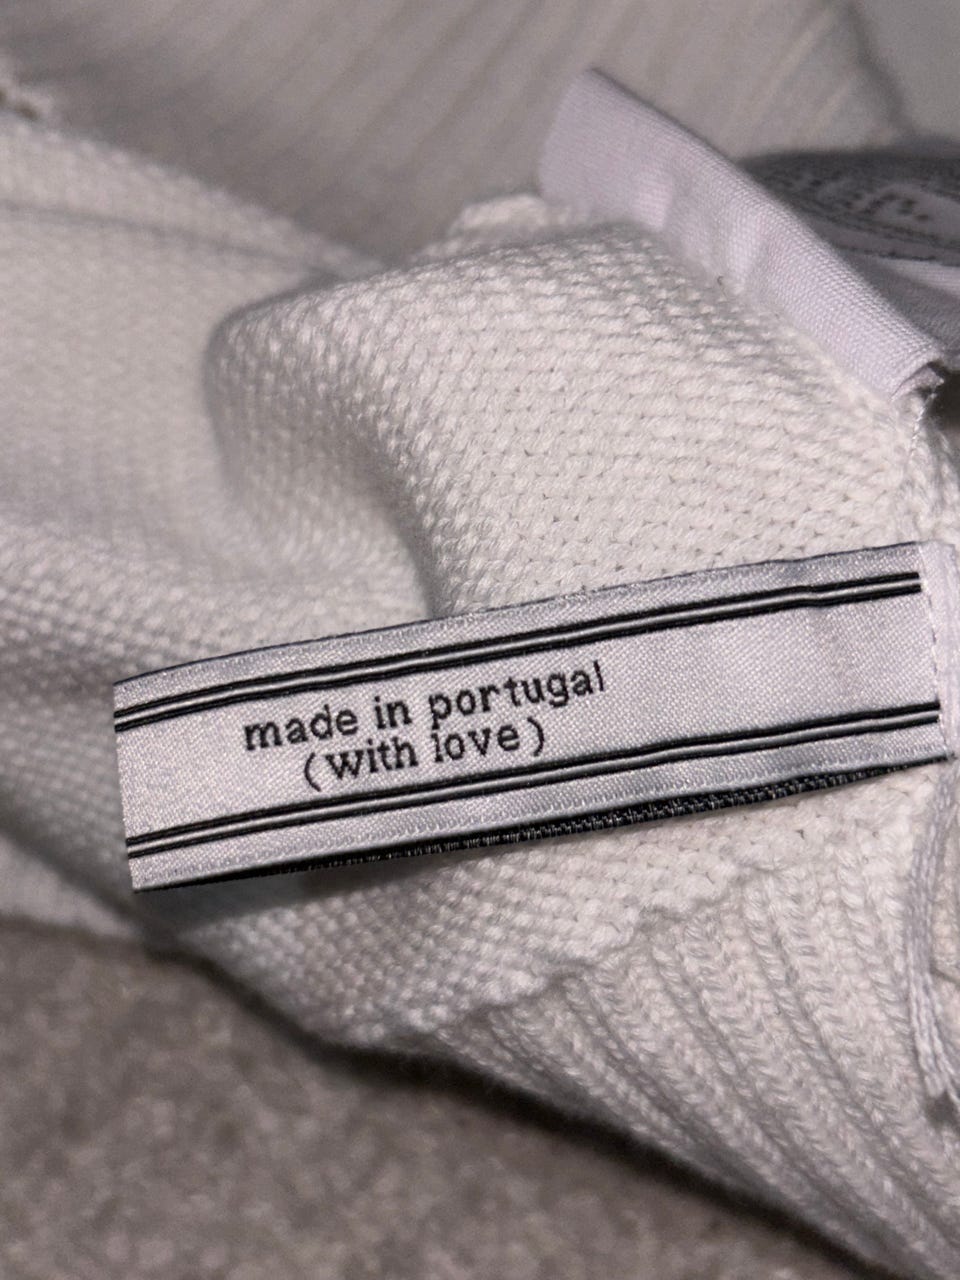 made in portugal
(with love)